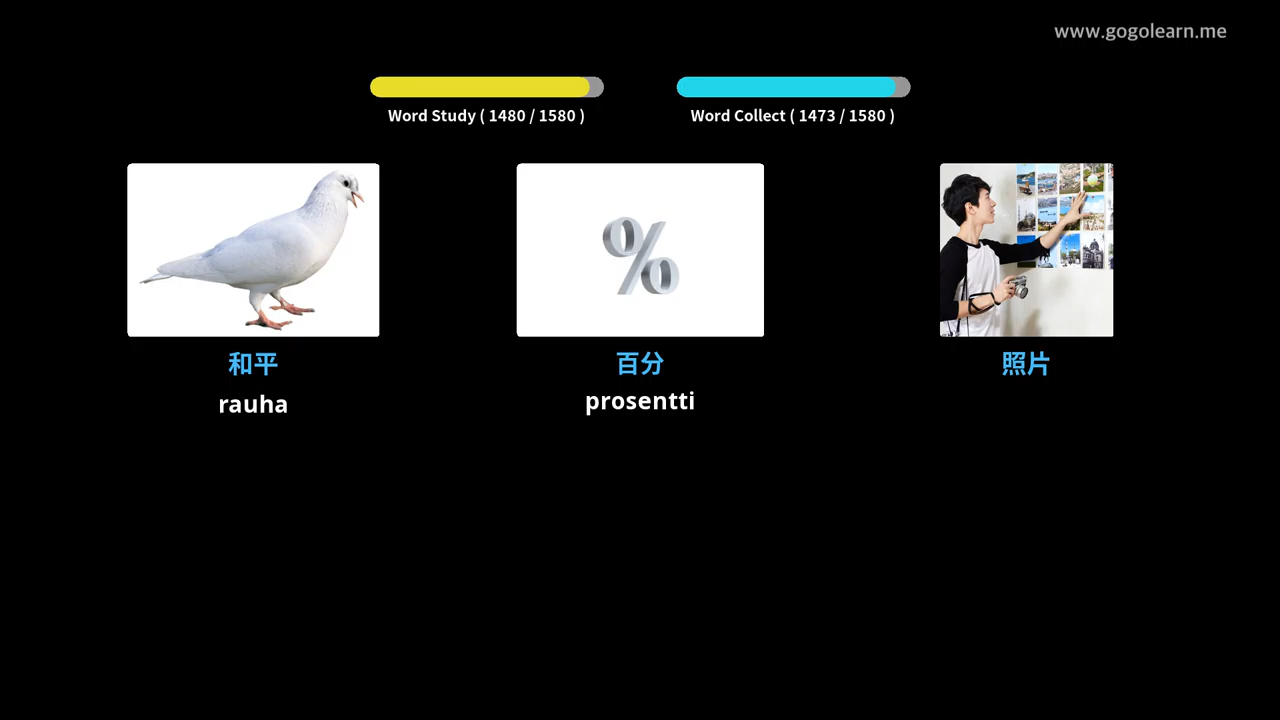 www.gogolearn.me
Word Study ( 1480 / 1580 )
Word Collect ( 1473 / 1580 )
和平
百分
照片
rauha
prosentti